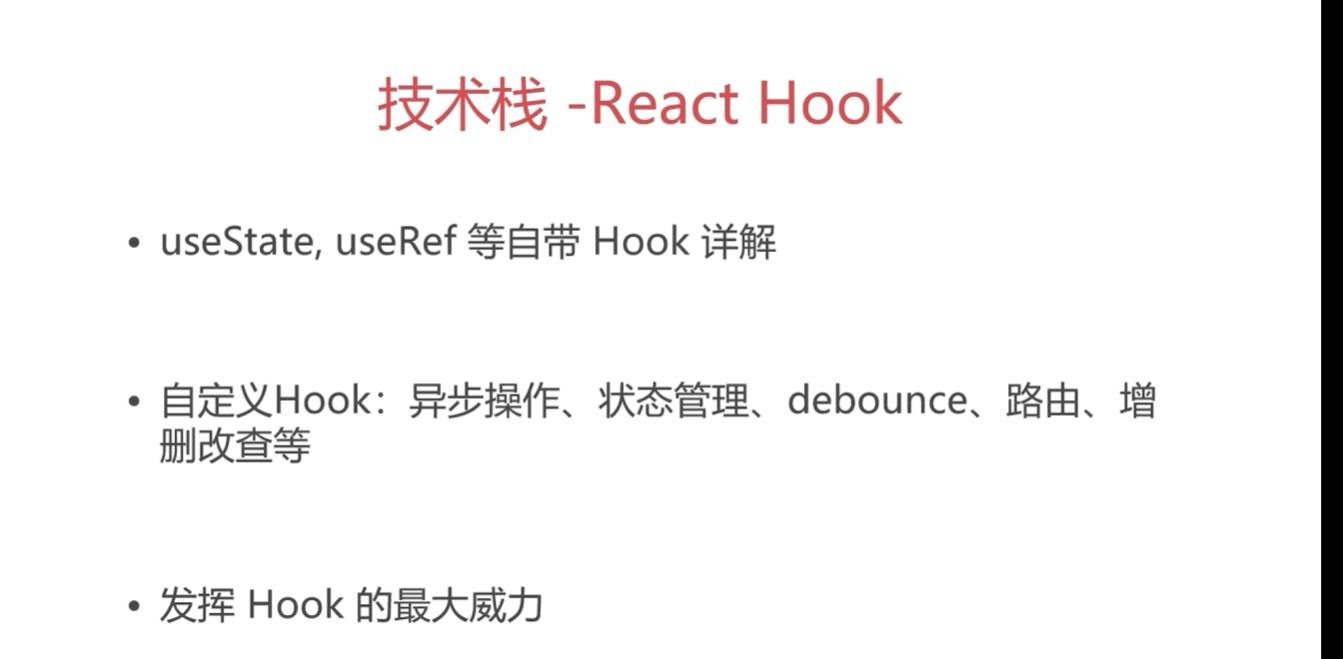 技术栈 -React Hook
• useState, useRef 等自带 Hook 详解
• 自定义Hook：异步操作、状态管理、debounce、路由、增
删改查等
• 发挥 Hook 的最大威力